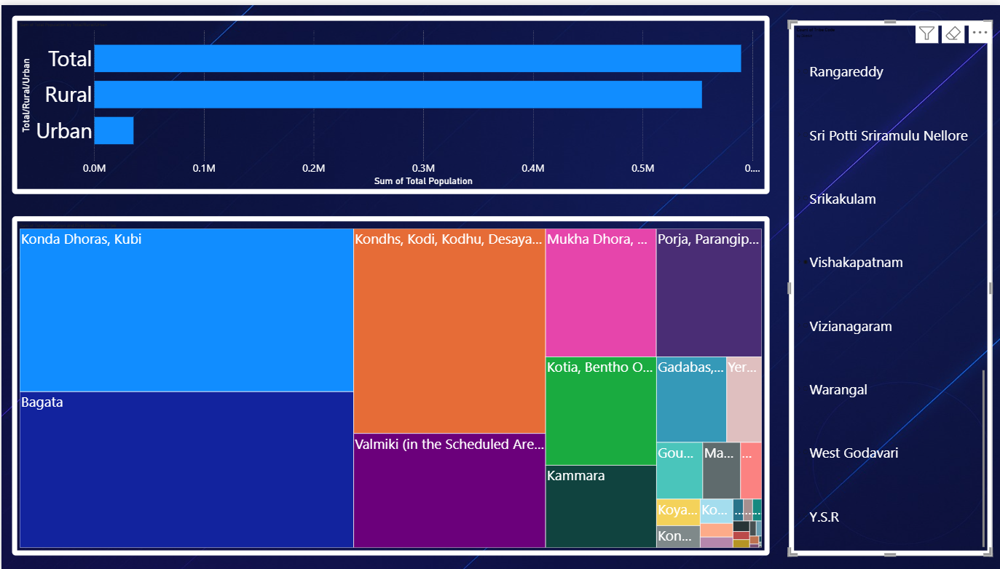 Total/Rural/Urban
Total
Rural
Urban
0.0M
0.1M
0.2M
0.3M
0.4M
0.5M
0....
Sum of Total Population
Konda Dhoras, Kubi
Kondhs, Kodi, Kodhu, Desaya...
Mukha Dhora, ...
Porja, Parangip...
Kotia, Bentho O...
Gadabas,...
Yer...
Bagata
Valmiki (in the Scheduled Are...
Kammara
Gou...
Ma...
...
Koya...
Ko...
Kon...
Rangareddy
Sri Potti Sriramulu Nellore
Srikakulam
Vishakapatnam
Vizianagaram
Warangal
West Godavari
Y.S.R